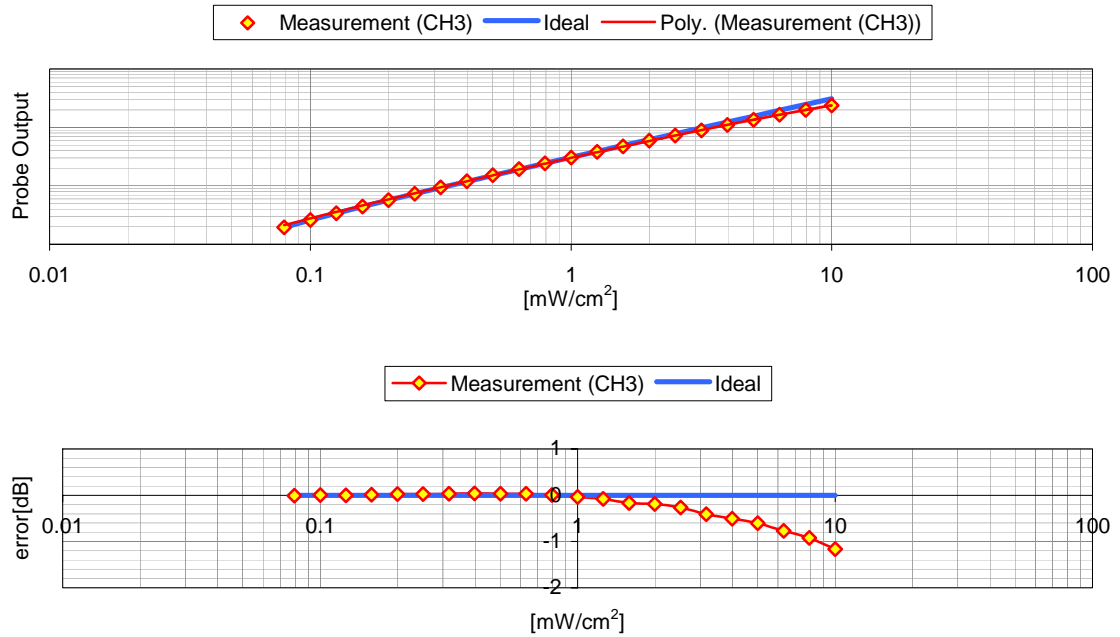 Measurement (CH3) Ideal Poly. (Measurement (CH3))
Probe Output
0.01 0.1 1 10 100
[mW/cm²]
Measurement (CH3) Ideal
error[dB]
1
0
0.01 0.1 1 10 100
-1
-2
[mW/cm²]